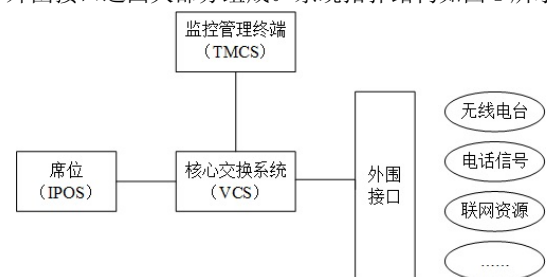 监控管理终端
（TMCS）
无线电台
电话信号
席位
（IPOS）
核心交换系统
（VCS）
外围
接口
联网资源
……